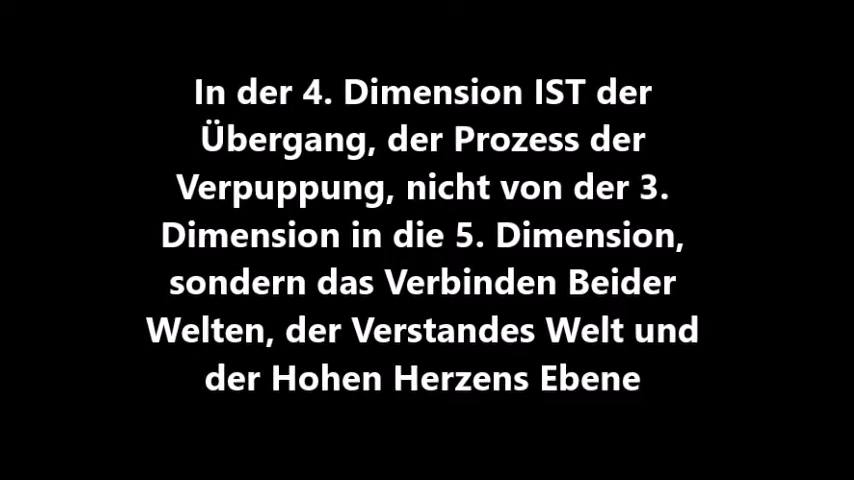 In der 4. Dimension IST der
Übergang, der Prozess der
Verpuppung, nicht von der 3.
Dimension in die 5. Dimension,
sondern das Verbinden Beider
Welten, der Verstandes Welt und
der Hohen Herzens Ebene